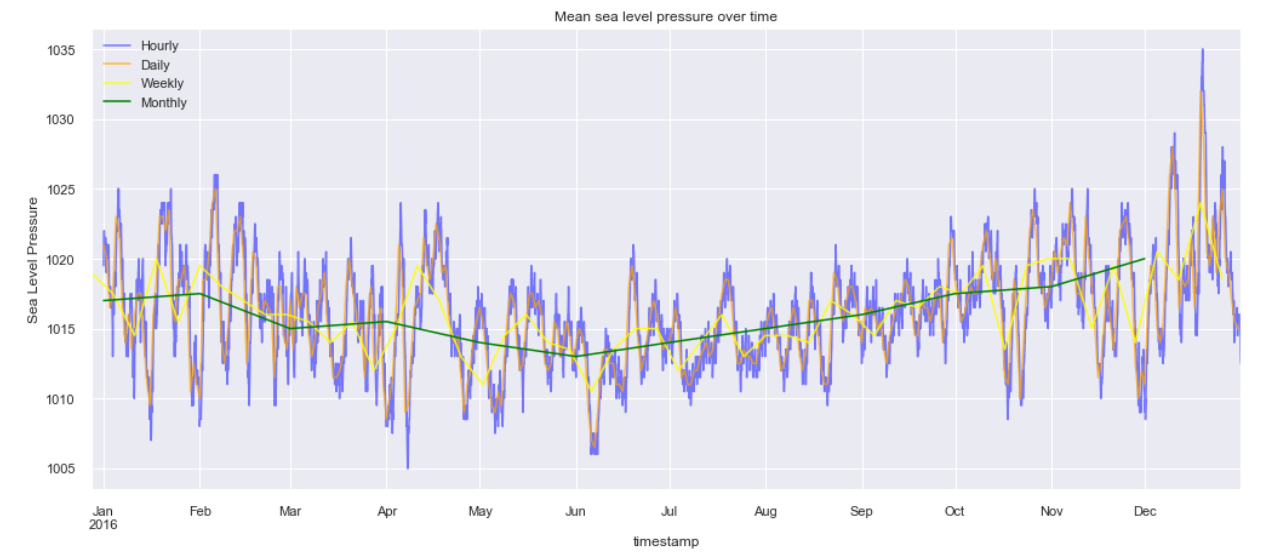 Mean sea level pressure over time
Hourly
Daily
Weekly
Monthly
Sea Level Pressure
1035
1030
1025
1020
1015
1010
1005
Jan Feb Mar Apr May Jun Jul Aug Sep Oct Nov Dec
2016
timestamp